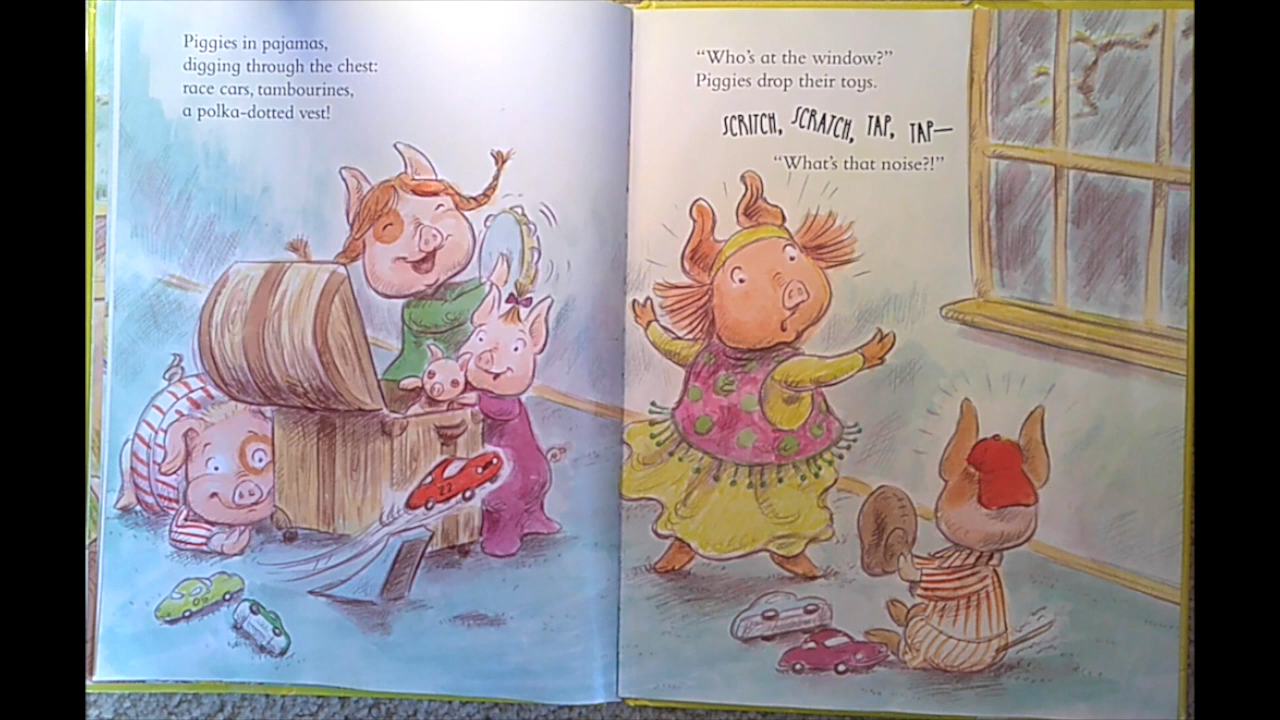 Piggies in pajamas,
digging through the chest:
race cars, tambourines,
a polka-dotted vest!
22
“Who’s at the window?”
Piggies drop their toys.
SCRITCH, SCRATCH, TAP, TAP—
“What’s that noise?!”